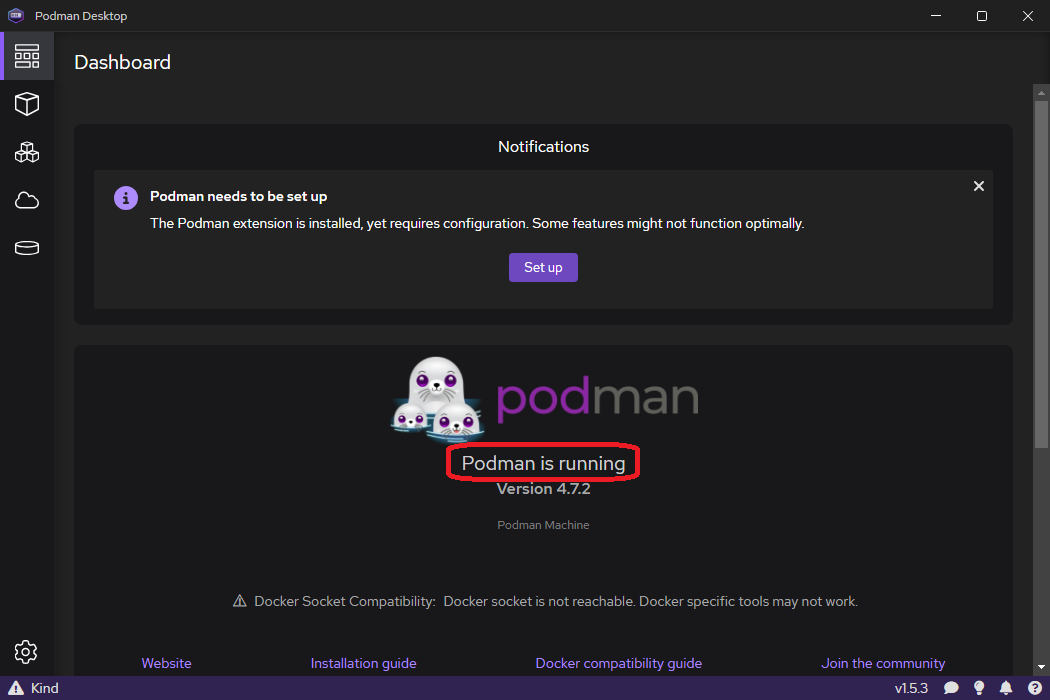 Podman Desktop
Dashboard
Notifications
Podman needs to be set up
The Podman extension is installed, yet requires configuration. Some features might not function optimally.
Set up
podman
Podman is running
Version 4.7.2
Podman Machine
Docker Socket Compatibility: Docker socket is not reachable. Docker specific tools may not work.
Website Installation guide Docker compatibility guide Join the community
Kind v1.5.3